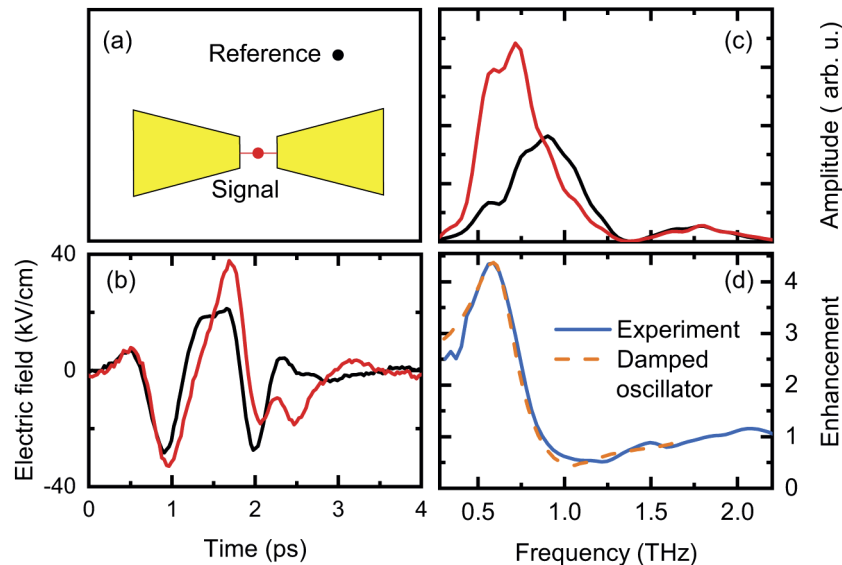 (a)
Reference
Signal
(c)
Amplitude ( arb. u.)
(b)
40
0
-40
Electric field (kV/cm)
0
1
2
3
4
Time (ps)
(d)
Experiment
Damped
oscillator
4
3
2
1
0
Enhancement
0.5
1.0
1.5
2.0
Frequency (THz)